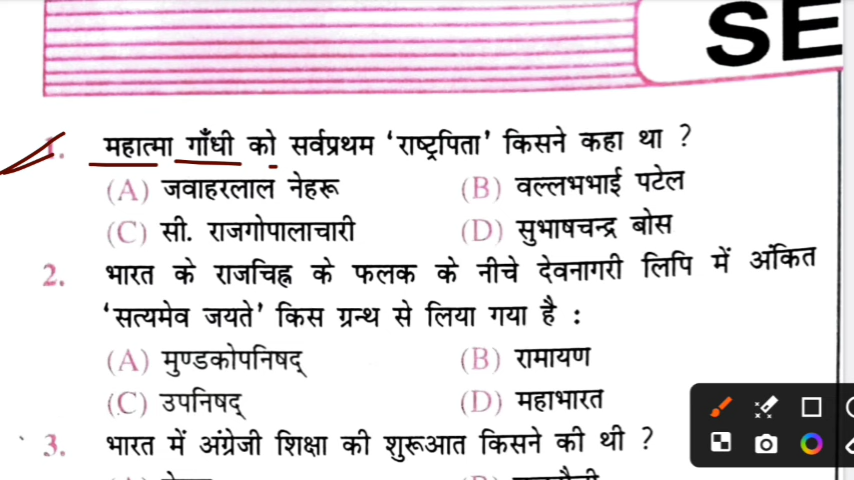 SE
1. महात्मा गाँधी को सर्वप्रथम ‘राष्ट्रपिता’ किसने कहा था ?
(A) जवाहरलाल नेहरू (B) वल्लभभाई पटेल
(C) सी. राजगोपालाचारी (D) सुभाषचन्द्र बोस
2. भारत के राजचिह्न के फलक के नीचे देवनागरी लिपि में अंकित
‘सत्यमेव जयते’ किस ग्रन्थ से लिया गया है :
(A) मुण्डकोपनिषद् (B) रामायण
(C) उपनिषद् (D) महाभारत
3. भारत में अंग्रेजी शिक्षा की शुरूआत किसने की थी ?